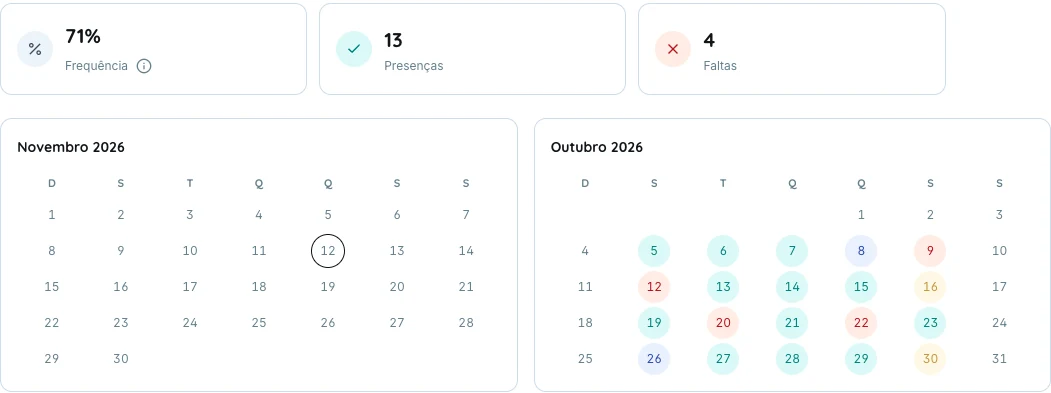 71%
Frequência
13
Presenças
4
Faltas
Novembro 2026
D S T Q Q S S
1 2 3 4 5 6 7
8 9 10 11 12 13 14
15 16 17 18 19 20 21
22 23 24 25 26 27 28
29 30
Outubro 2026
D S T Q Q S S
1 2 3
4 5 6 7 8 9 10
11 12 13 14 15 16 17
18 19 20 21 22 23 24
25 26 27 28 29 30 31